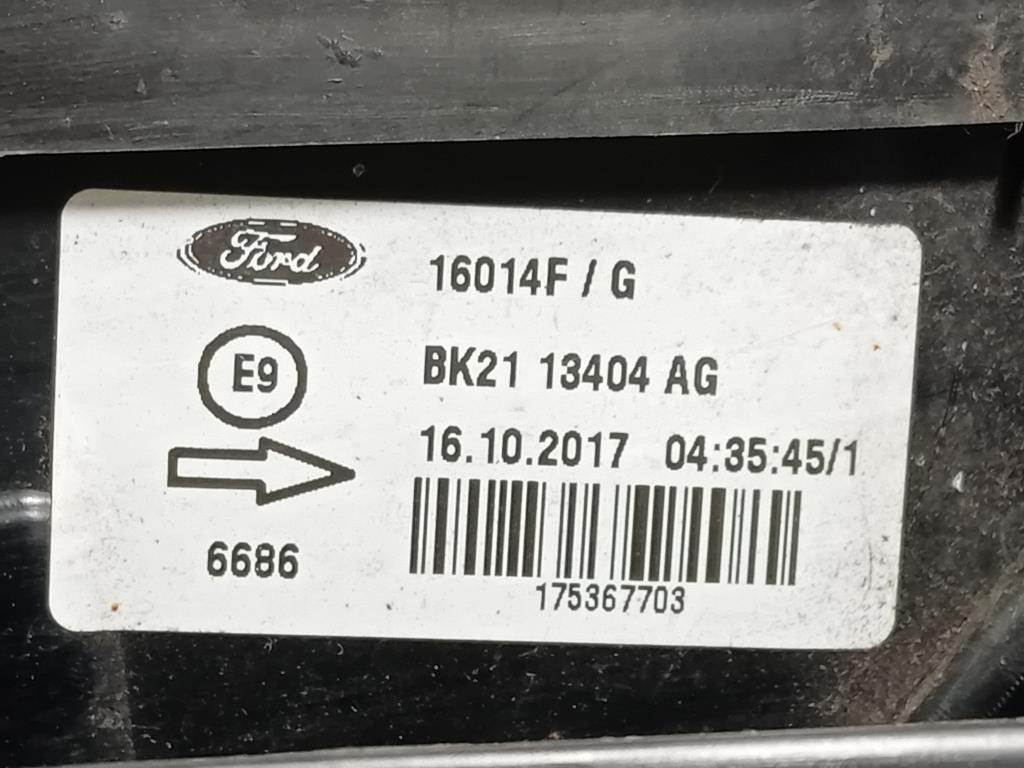 Ford
16014F / G
E9
BK21 13404 AG
16.10.2017 04:35:45/1
6686
175367703